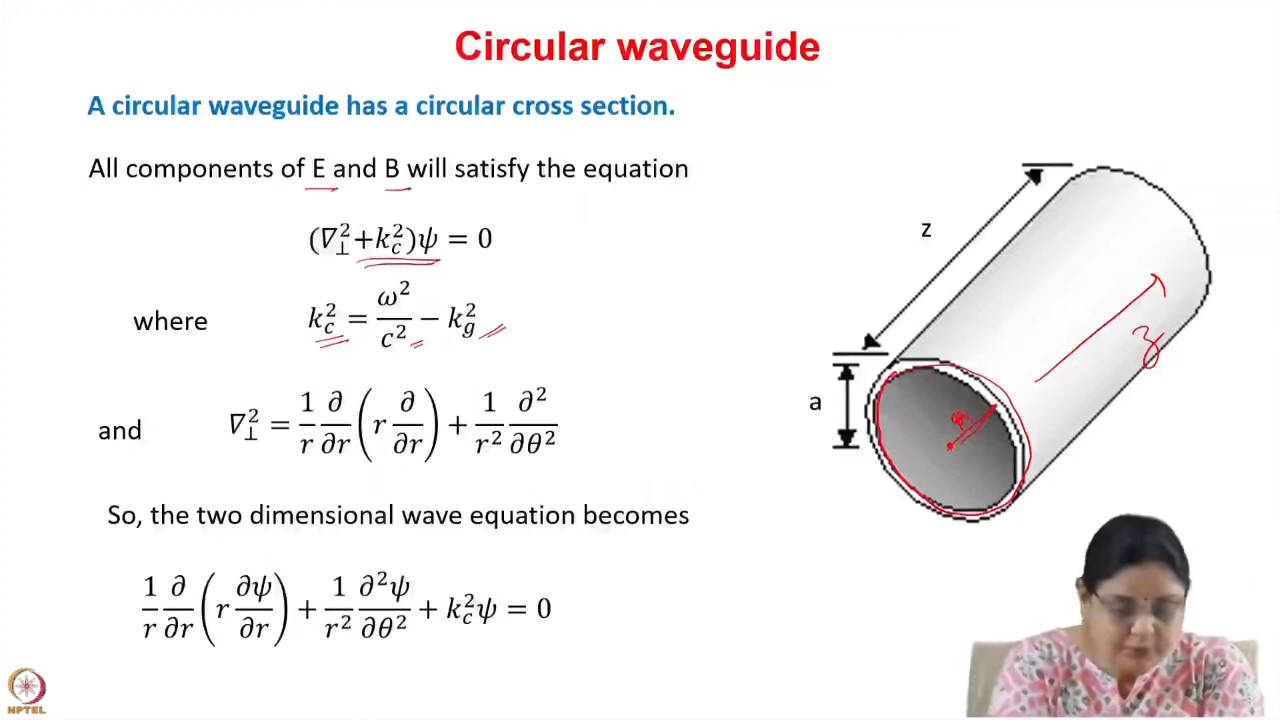 Circular waveguide
A circular waveguide has a circular cross section.
All components of E and B will satisfy the equation
(∇⊥² + k_c²)ψ = 0
where k_c² = ω²/c² − k_g²
and ∇⊥² = 1/r ∂/∂r (r ∂/∂r) + 1/r² ∂²/∂θ²
So, the two dimensional wave equation becomes
1/r ∂/∂r (r ∂ψ/∂r) + 1/r² ∂²ψ/∂θ² + k_c²ψ = 0
z
a
z
NPTEL